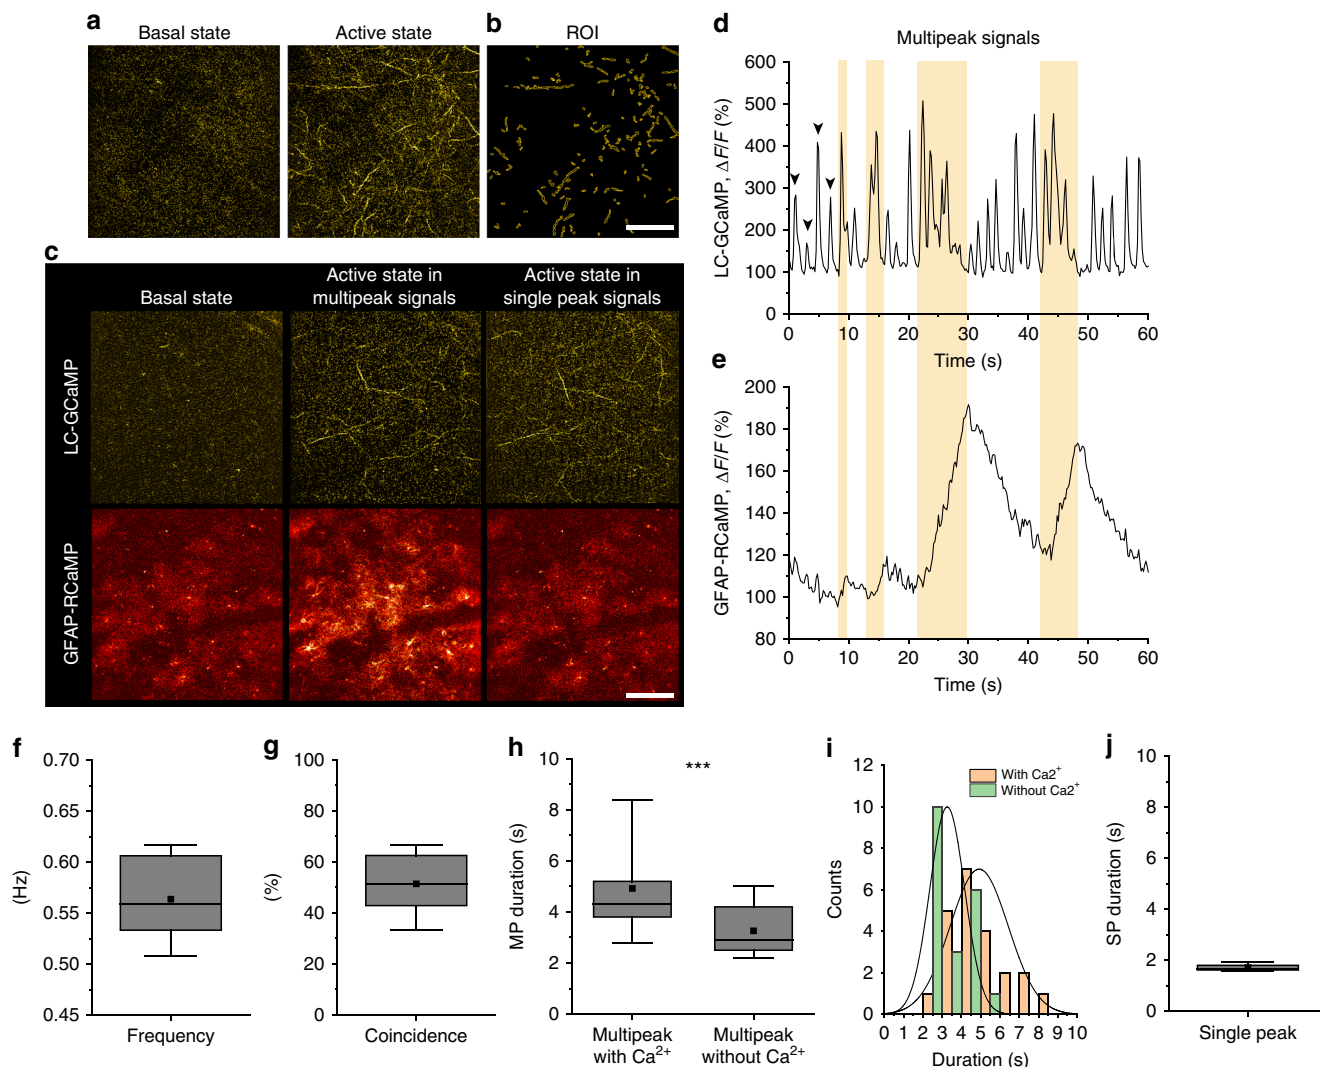 a
Basal state
Active state
b
ROI
c
Basal state
Active state in
multipeak signals
Active state in
single peak signals
LC-GCaMP
GFAP-RCaMP
d
Multipeak signals
LC-GCaMP, ΔF/F (%)
600
500
400
300
200
100
0
0 10 20 30 40 50 60
Time (s)
e
GFAP-RCaMP, ΔF/F (%)
200
180
160
140
120
100
80
0 10 20 30 40 50 60
Time (s)
f
(Hz)
0.70
0.65
0.60
0.55
0.50
0.45
Frequency
g
(%)
100
80
60
40
20
0
Coincidence
h
MP duration (s)
10
8
6
4
2
0
***
Multipeak
with Ca2+
Multipeak
without Ca2+
i
Counts
12
10
8
6
4
2
0
With Ca2+
Without Ca2+
0 1 2 3 4 5 6 7 8 9 10
Duration (s)
j
SP duration (s)
10
8
6
4
2
0
Single peak